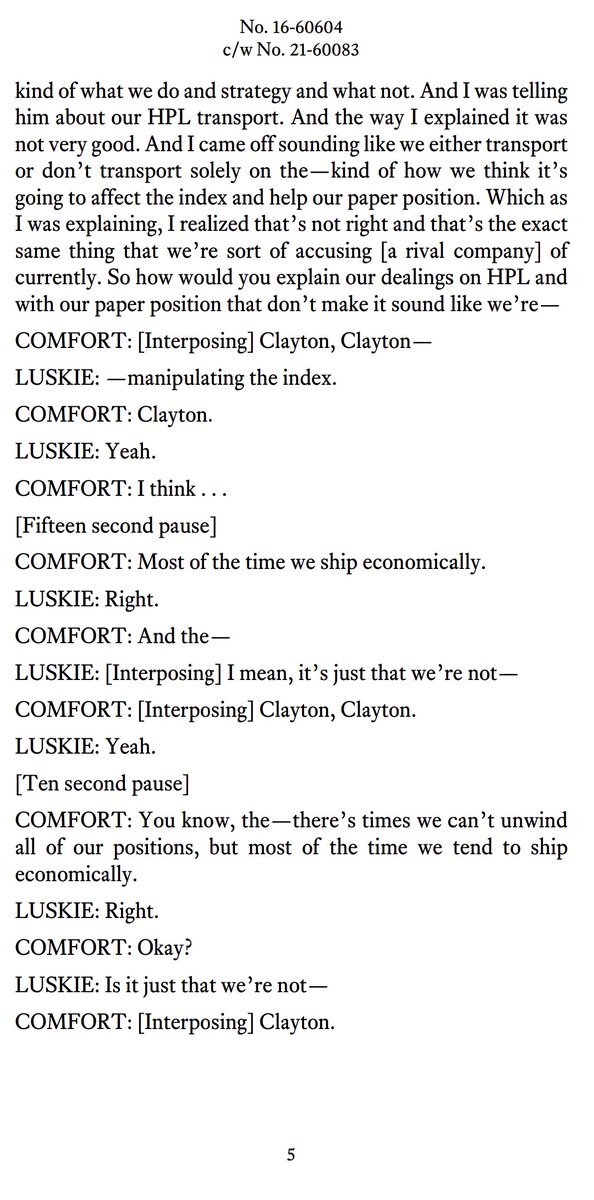 No. 16-60604
c/w No. 21-60083
kind of what we do and strategy and what not. And I was telling
him about our HPL transport. And the way I explained it was
not very good. And I came off sounding like we either transport
or don’t transport solely on the—kind of how we think it’s
going to affect the index and help our paper position. Which as
I was explaining, I realized that’s not right and that’s the exact
same thing that we’re sort of accusing [a rival company] of
currently. So how would you explain our dealings on HPL and
with our paper position that don’t make it sound like we’re—
COMFORT: [Interposing] Clayton, Clayton—
LUSKIE: —manipulating the index.
COMFORT: Clayton.
LUSKIE: Yeah.
COMFORT: I think . . .
[Fifteen second pause]
COMFORT: Most of the time we ship economically.
LUSKIE: Right.
COMFORT: And the—
LUSKIE: [Interposing] I mean, it’s just that we’re not—
COMFORT: [Interposing] Clayton, Clayton.
LUSKIE: Yeah.
[Ten second pause]
COMFORT: You know, the—there’s times we can’t unwind
all of our positions, but most of the time we tend to ship
economically.
LUSKIE: Right.
COMFORT: Okay?
LUSKIE: Is it just that we’re not—
COMFORT: [Interposing] Clayton.
5